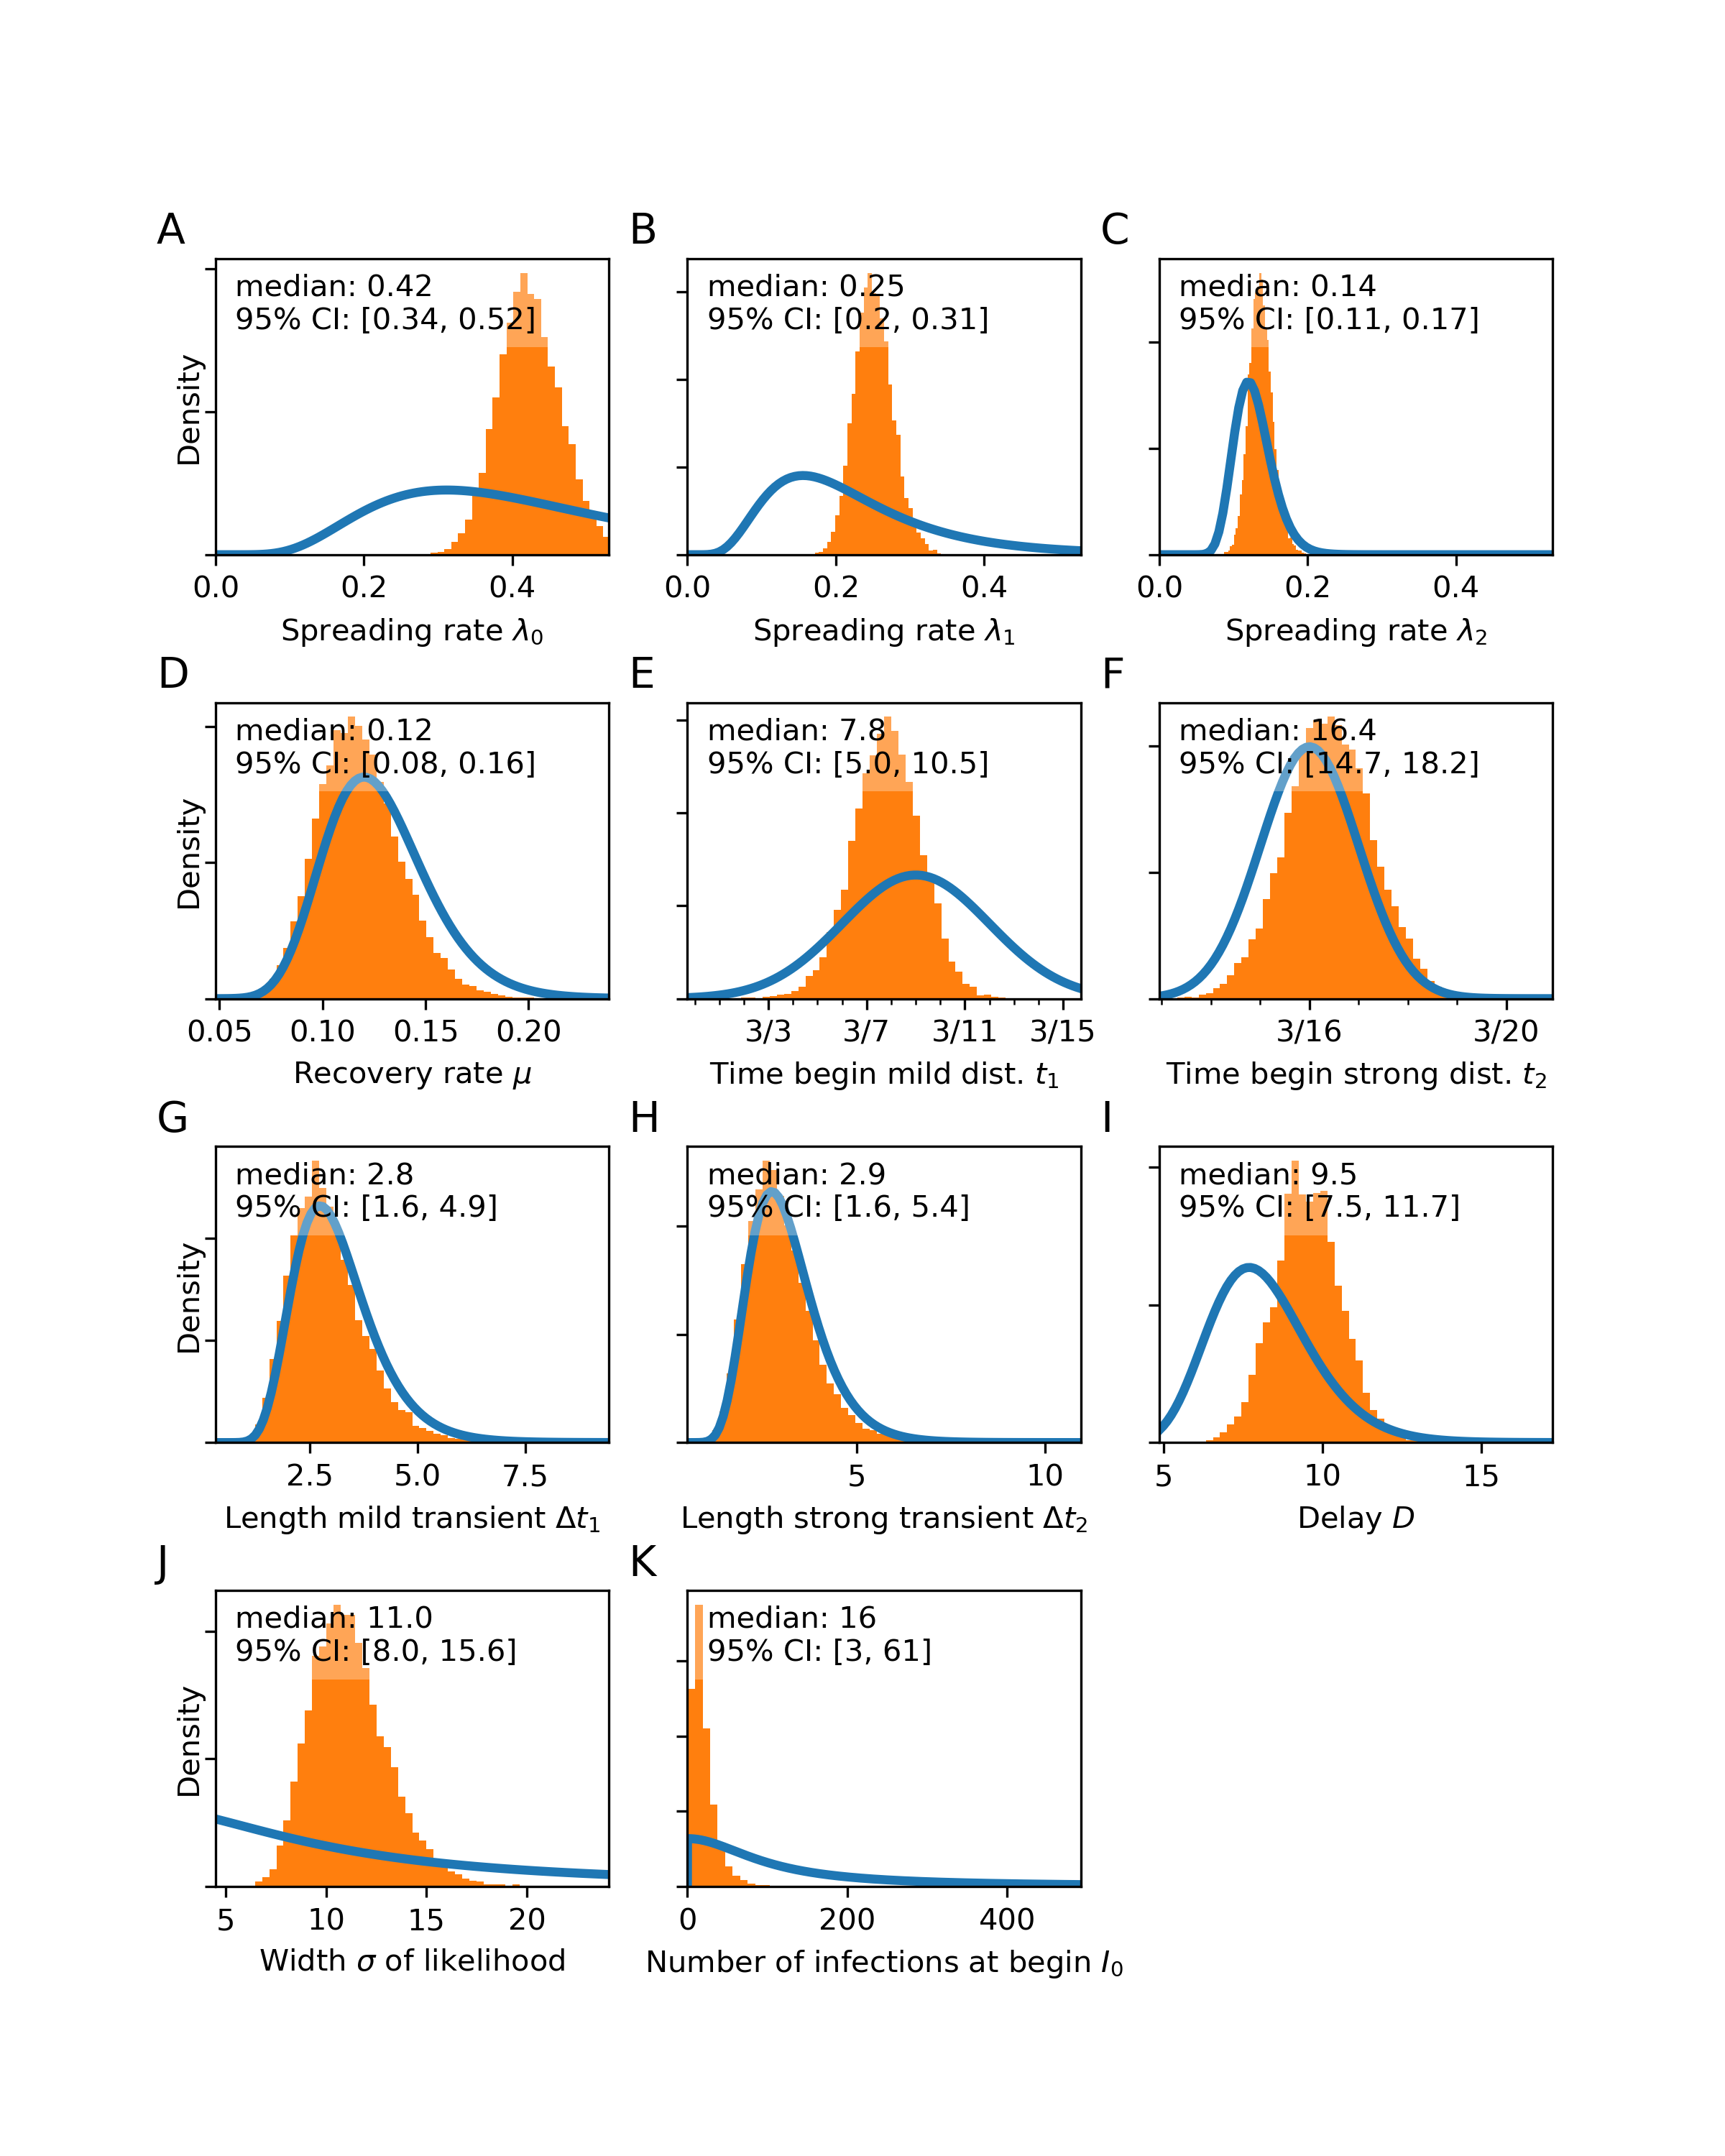 A
B
C
median: 0.42
95% CI: [0.34, 0.52]
median: 0.25
95% CI: [0.2, 0.31]
median: 0.14
95% CI: [0.11, 0.17]
Density
0.0 0.2 0.4
0.0 0.2 0.4
0.0 0.2 0.4
Spreading rate λ₀
Spreading rate λ₁
Spreading rate λ₂
D
E
F
median: 0.12
95% CI: [0.08, 0.16]
median: 7.8
95% CI: [5.0, 10.5]
median: 16.4
95% CI: [14.7, 18.2]
Density
0.05 0.10 0.15 0.20
3/3 3/7 3/11 3/15
3/16 3/20
Recovery rate μ
Time begin mild dist. t₁
Time begin strong dist. t₂
G
H
I
median: 2.8
95% CI: [1.6, 4.9]
median: 2.9
95% CI: [1.6, 5.4]
median: 9.5
95% CI: [7.5, 11.7]
Density
2.5 5.0 7.5
5 10
5 10 15
Length mild transient Δt₁
Length strong transient Δt₂
Delay D
J
K
median: 11.0
95% CI: [8.0, 15.6]
median: 16
95% CI: [3, 61]
Density
5 10 15 20
0 200 400
Width σ of likelihood
Number of infections at begin I₀